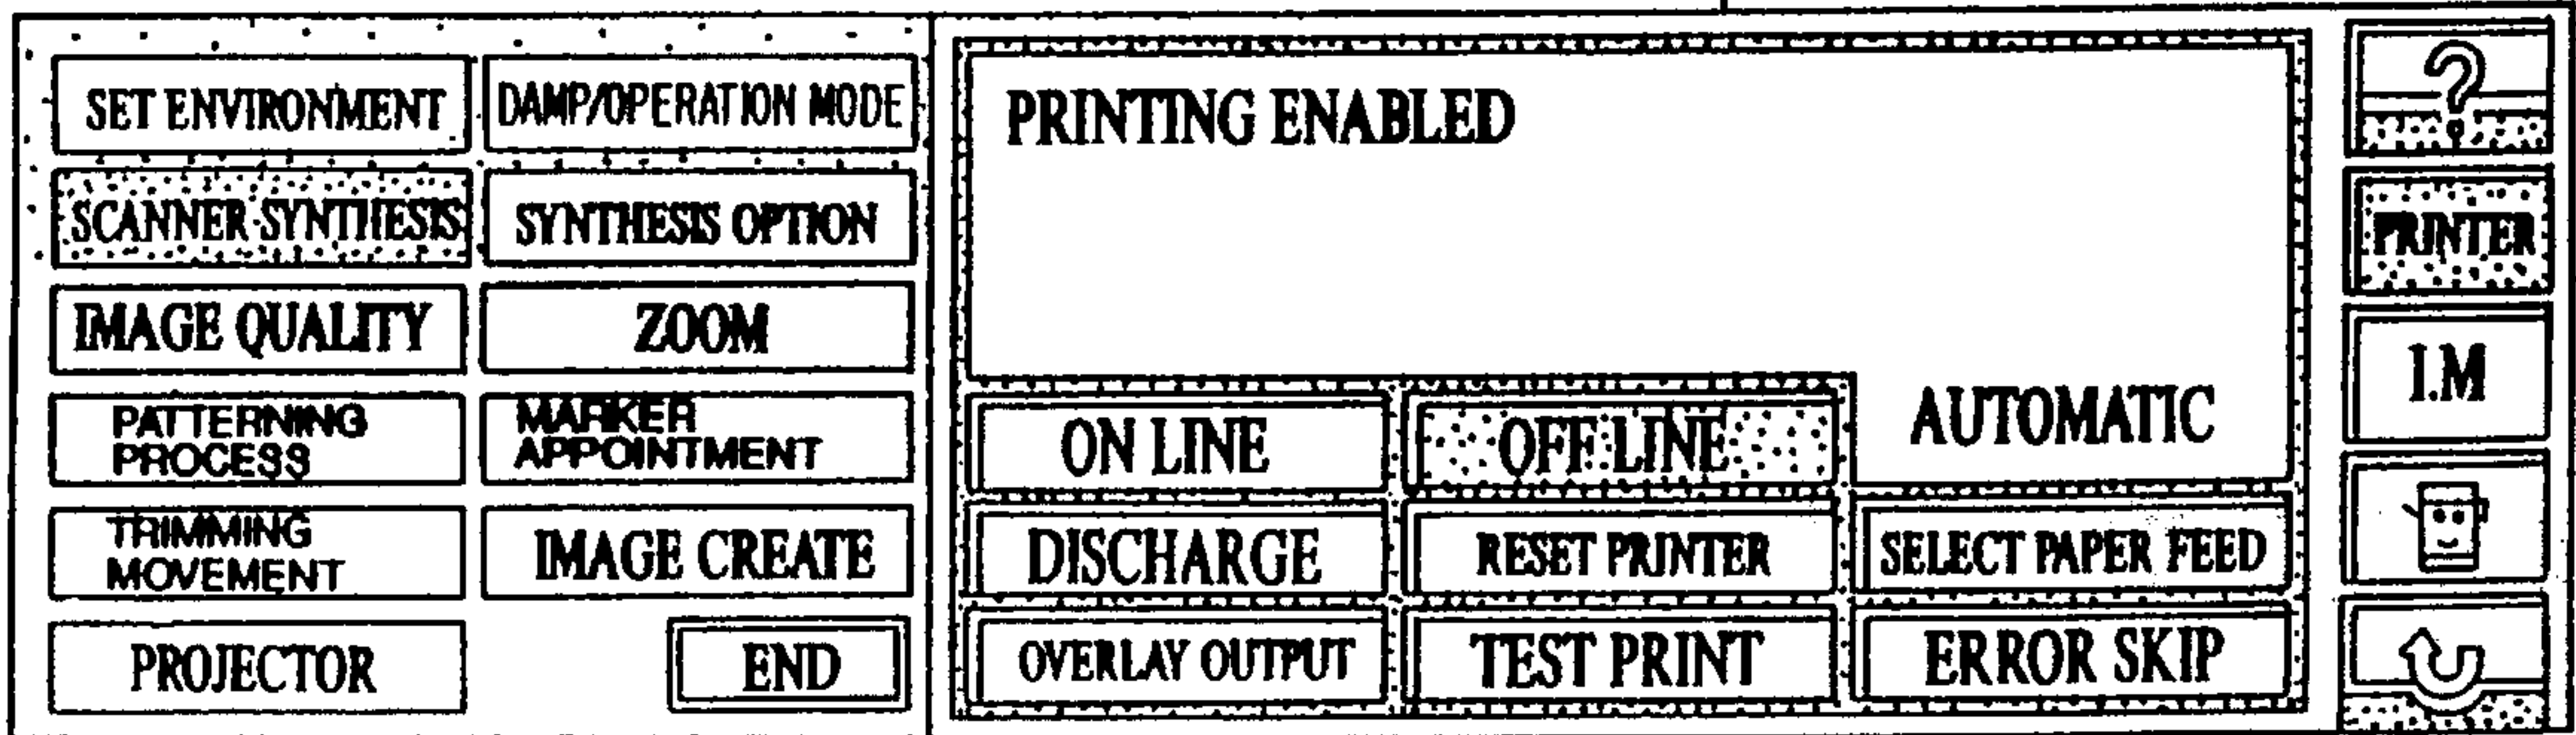 SET ENVIRONMENT
DAMP/OPERATION MODE
SCANNER SYNTHESIS
SYNTHESIS OPTION
IMAGE QUALITY
ZOOM
PATTERNING
PROCESS
MARKER
APPOINTMENT
TRIMMING
MOVEMENT
IMAGE CREATE
PROJECTOR
END
PRINTING ENABLED
AUTOMATIC
ON LINE
OFF LINE
DISCHARGE
RESET PRINTER
SELECT PAPER FEED
OVERLAY OUTPUT
TEST PRINT
ERROR SKIP
?
PRINTER
I.M